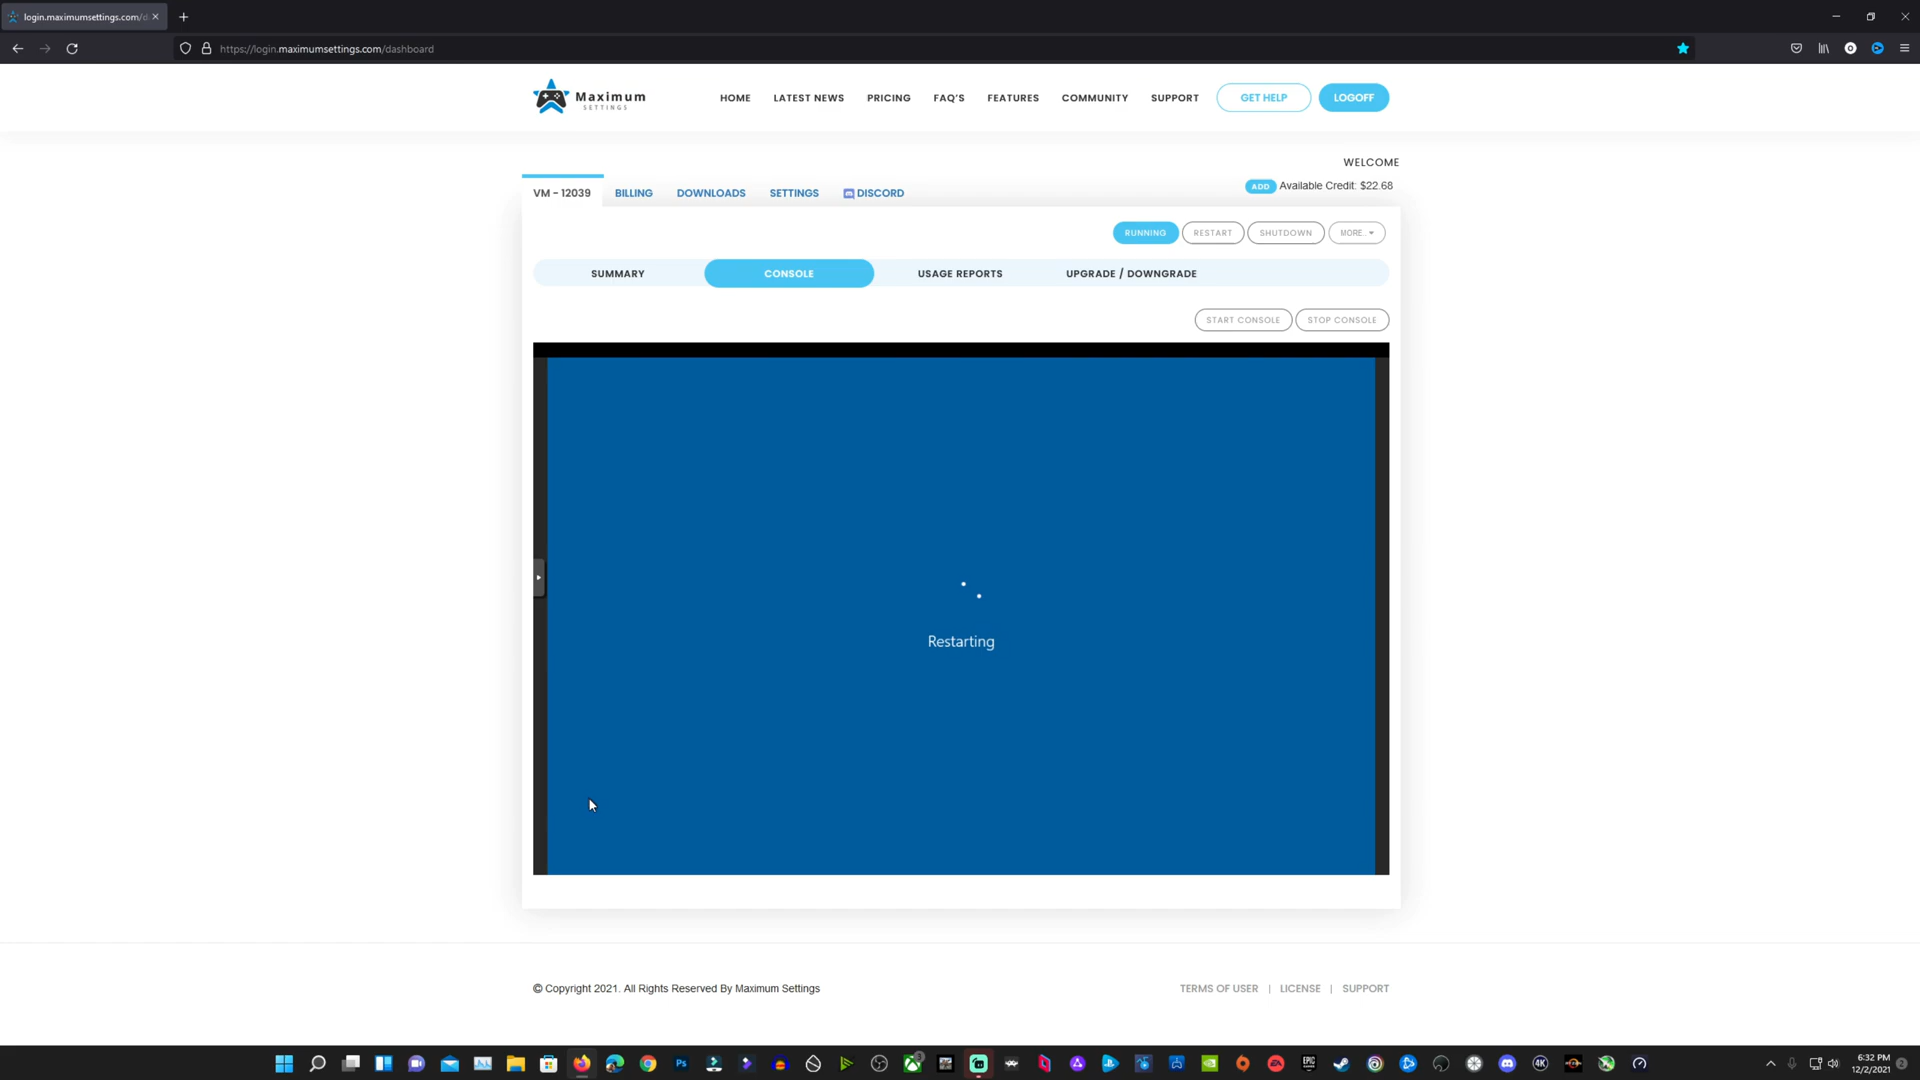 login.maximumsettings.com/d
https://login.maximumsettings.com/dashboard
Maximum
SETTINGS
HOME
LATEST NEWS
PRICING
FAQ'S
FEATURES
COMMUNITY
SUPPORT
GET HELP
LOGOFF
WELCOME
ADD Available Credit: $22.68
VM - 12039
BILLING
DOWNLOADS
SETTINGS
DISCORD
RUNNING
RESTART
SHUTDOWN
MORE..
SUMMARY
CONSOLE
USAGE REPORTS
UPGRADE / DOWNGRADE
START CONSOLE
STOP CONSOLE
Restarting
© Copyright 2021. All Rights Reserved By Maximum Settings
TERMS OF USER | LICENSE | SUPPORT
6:32 PM
12/2/2021